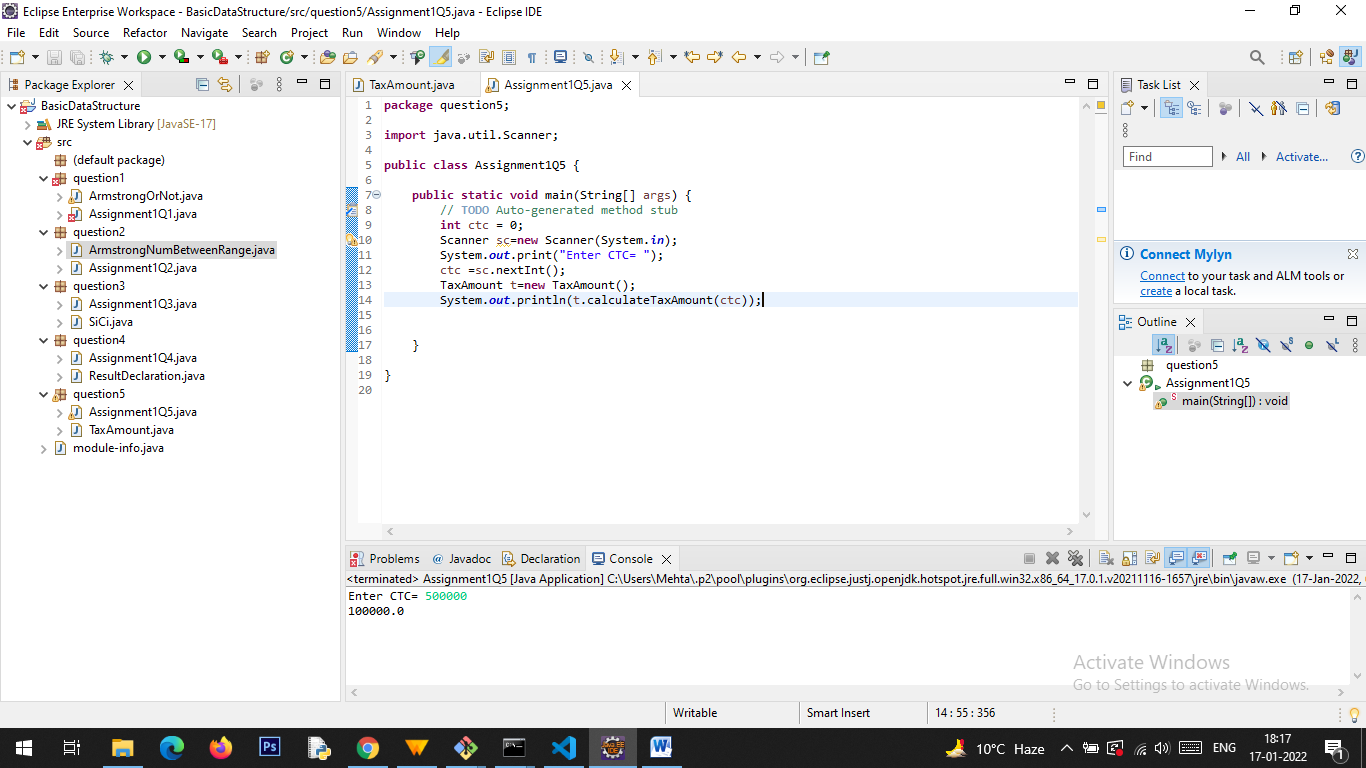 Eclipse Enterprise Workspace - BasicDataStructure/src/question5/Assignment1Q5.java - Eclipse IDE
File Edit Source Refactor Navigate Search Project Run Window Help
Package Explorer
BasicDataStructure
JRE System Library [JavaSE-17]
src
(default package)
question1
ArmstrongOrNot.java
Assignment1Q1.java
question2
ArmstrongNumBetweenRange.java
Assignment1Q2.java
question3
Assignment1Q3.java
SiCi.java
question4
Assignment1Q4.java
ResultDeclaration.java
question5
Assignment1Q5.java
TaxAmount.java
module-info.java
TaxAmount.java Assignment1Q5.java
1 package question5;
2
3 import java.util.Scanner;
4
5 public class Assignment1Q5 {
6
7 public static void main(String[] args) {
8 // TODO Auto-generated method stub
9 int ctc = 0;
10 Scanner sc=new Scanner(System.in);
11 System.out.print("Enter CTC= ");
12 ctc =sc.nextInt();
13 TaxAmount t=new TaxAmount();
14 System.out.println(t.calculateTaxAmount(ctc));
15
16
17 }
18
19 }
20
Task List
Find All Activate...
Connect Mylyn
Connect to your task and ALM tools or
create a local task.
Outline
question5
Assignment1Q5
main(String[]) : void
Problems @ Javadoc Declaration Console
<terminated> Assignment1Q5 [Java Application] C:\Users\Mehta\.p2\pool\plugins\org.eclipse.justj.openjdk.hotspot.jre.full.win32.x86_64_17.0.1.v20211116-1657\jre\bin\javaw.exe (17-Jan-2022,
Enter CTC= 500000
100000.0
Activate Windows
Go to Settings to activate Windows.
Writable Smart Insert 14 : 55 : 356
10°C Haze ENG 18:17
17-01-2022
1